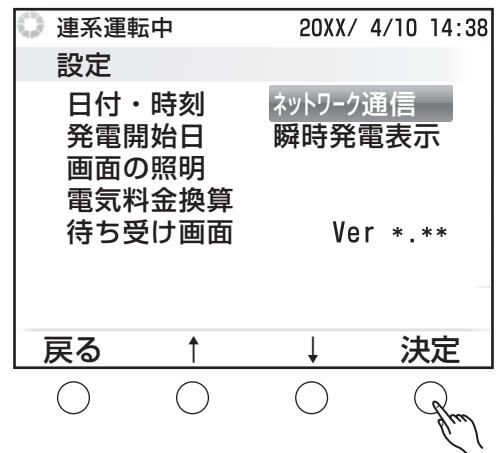 連系運転中 20XX/ 4/10 14:38
設定
日付・時刻 ネットワーク通信
発電開始日 瞬時発電表示
画面の照明
電気料金換算
待ち受け画面 Ver *.**
戻る ↑ ↓ 決定